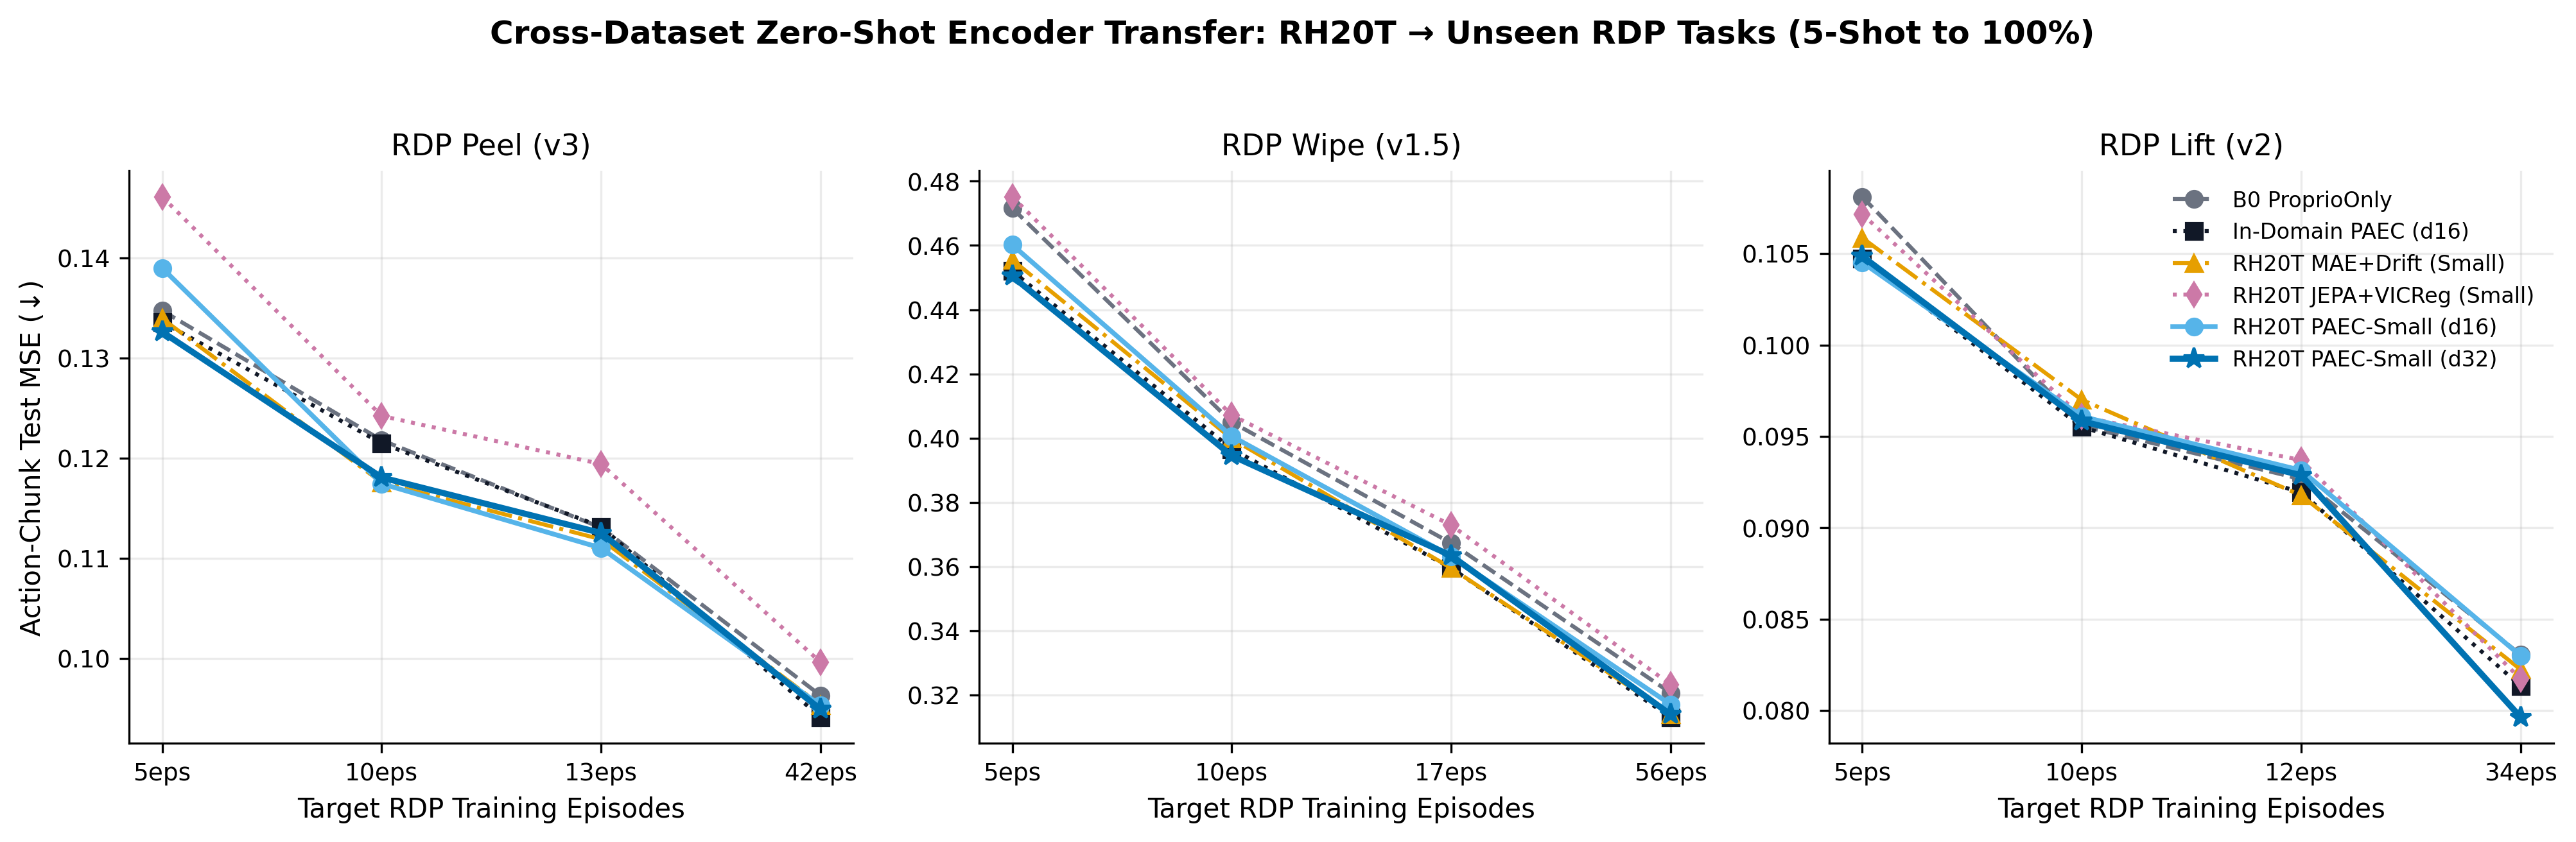 Cross-Dataset Zero-Shot Encoder Transfer: RH20T → Unseen RDP Tasks (5-Shot to 100%)
RDP Peel (v3)
Action-Chunk Test MSE (↓)
0.14
0.13
0.12
0.11
0.10
5eps 10eps 13eps 42eps
Target RDP Training Episodes
RDP Wipe (v1.5)
0.48
0.46
0.44
0.42
0.40
0.38
0.36
0.34
0.32
5eps 10eps 17eps 56eps
Target RDP Training Episodes
RDP Lift (v2)
0.105
0.100
0.095
0.090
0.085
0.080
B0 ProprioOnly
In-Domain PAEC (d16)
RH20T MAE+Drift (Small)
RH20T JEPA+VICReg (Small)
RH20T PAEC-Small (d16)
RH20T PAEC-Small (d32)
5eps 10eps 12eps 34eps
Target RDP Training Episodes